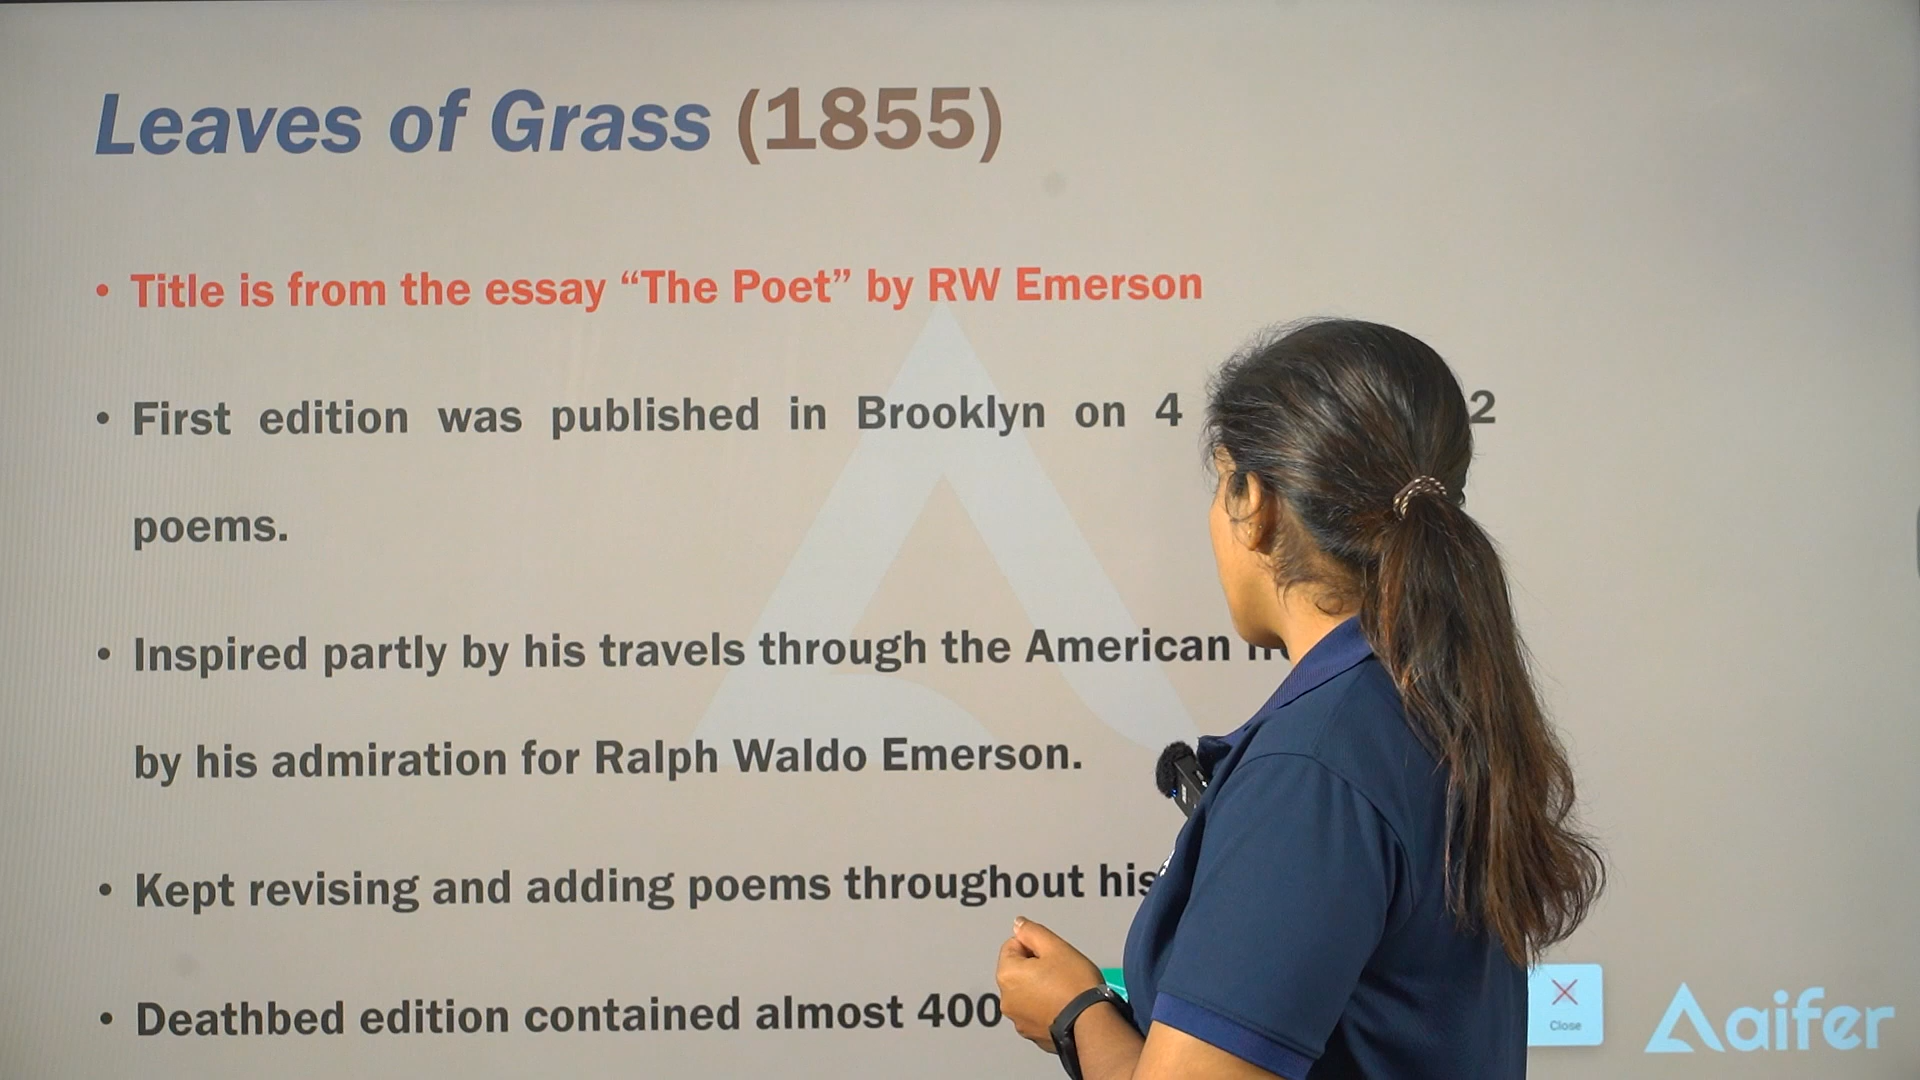 Leaves of Grass (1855)
• Title is from the essay “The Poet” by RW Emerson
• First edition was published in Brooklyn on 4 2
poems.
• Inspired partly by his travels through the American
by his admiration for Ralph Waldo Emerson.
• Kept revising and adding poems throughout his
• Deathbed edition contained almost 400
Close
aifer